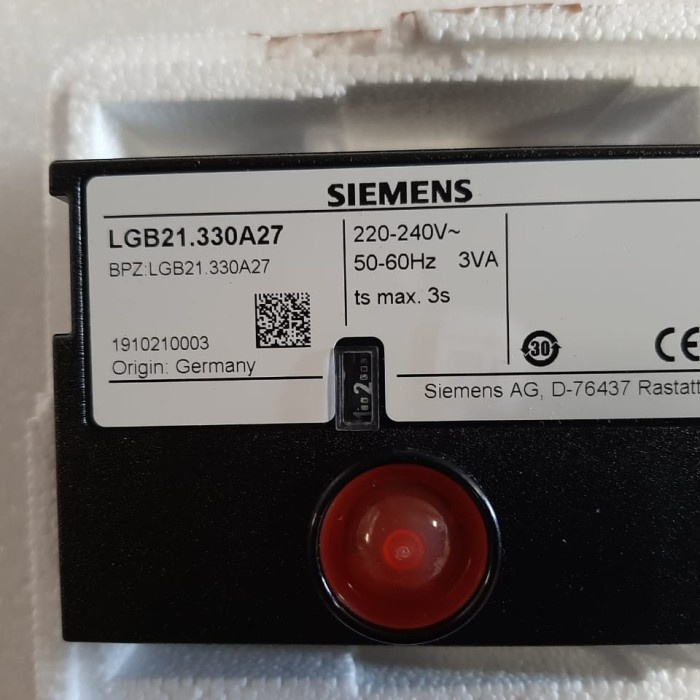 SIEMENS
LGB21.330A27
BPZ:LGB21.330A27
1910210003
Origin: Germany
220-240V~
50-60Hz 3VA
ts max. 3s
30
CE
Siemens AG, D-76437 Rastatt